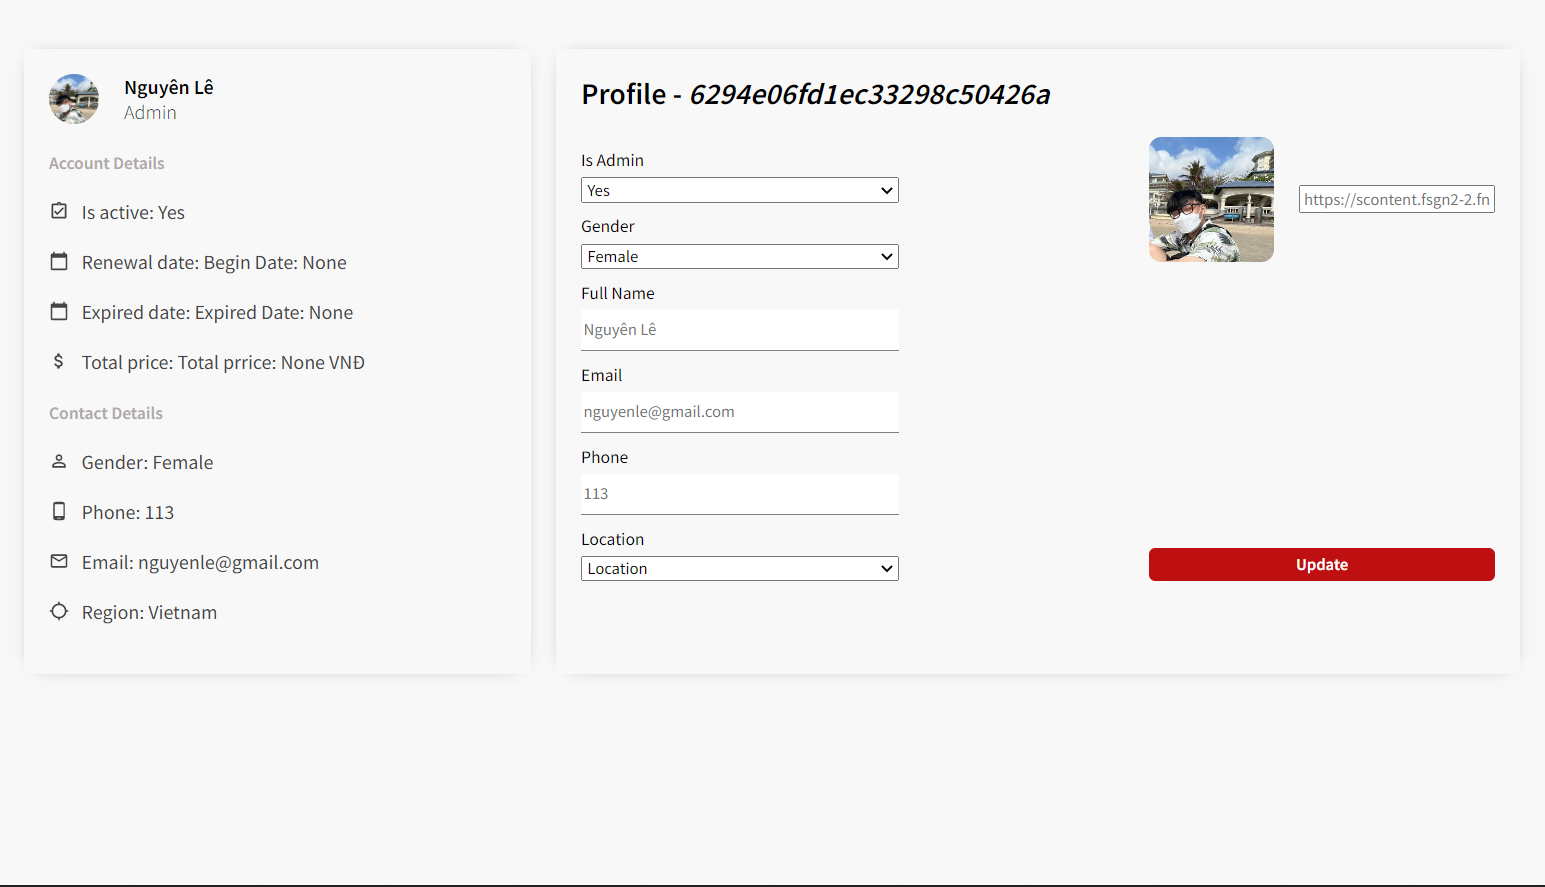 Nguyên Lê
Admin
Account Details
Is active: Yes
Renewal date: Begin Date: None
Expired date: Expired Date: None
Total price: Total prrice: None VNĐ
Contact Details
Gender: Female
Phone: 113
Email: nguyenle@gmail.com
Region: Vietnam
Profile - 6294e06fd1ec33298c50426a
Is Admin
Yes
Gender
Female
Full Name
Nguyên Lê
Email
nguyenle@gmail.com
Phone
113
Location
Location
https://scontent.fsgn2-2.fn
Update